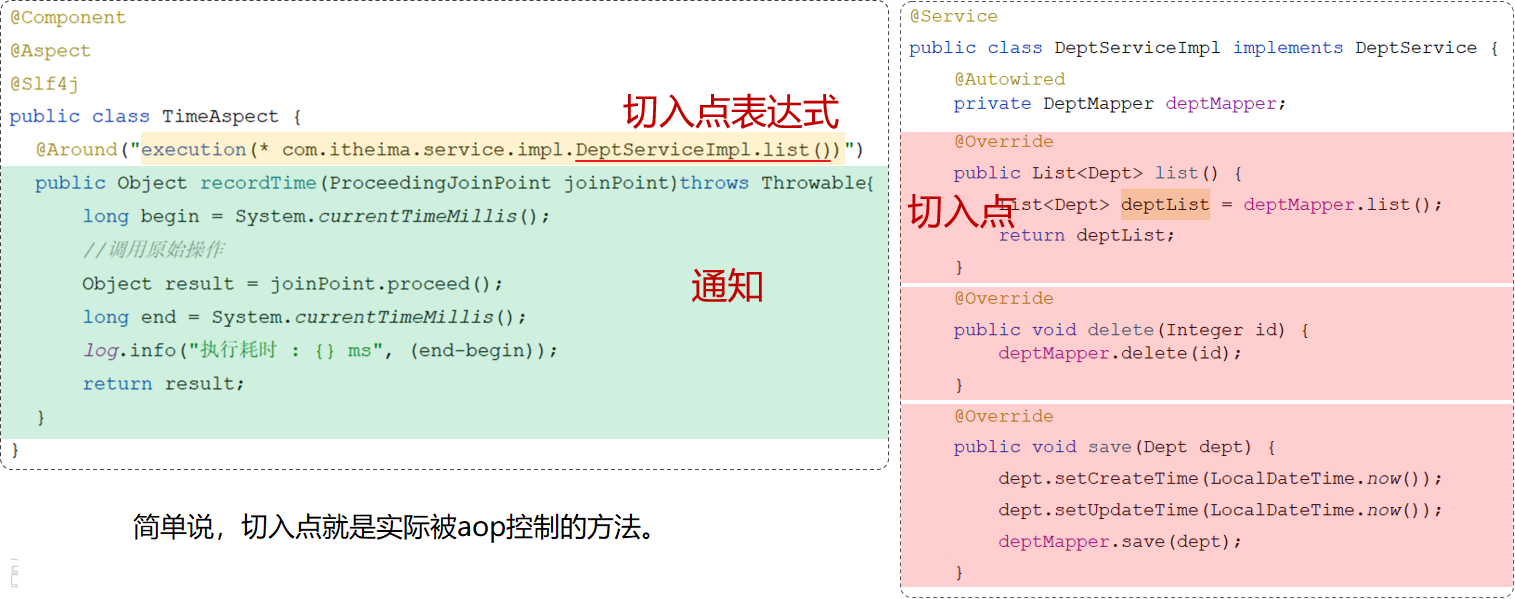 @Component
@Aspect
@Slf4j
public class TimeAspect {
切入点表达式
@Around("execution(* com.itheima.service.impl.DeptServiceImpl.list())")
public Object recordTime(ProceedingJoinPoint joinPoint)throws Throwable{
long begin = System.currentTimeMillis();
//调用原始操作
Object result = joinPoint.proceed();
通知
long end = System.currentTimeMillis();
log.info("执行耗时 : {} ms", (end-begin));
return result;
}
}
简单说，切入点就是实际被aop控制的方法。
@Service
public class DeptServiceImpl implements DeptService {
@Autowired
private DeptMapper deptMapper;
@Override
public List<Dept> list() {
切入点
List<Dept> deptList = deptMapper.list();
return deptList;
}
@Override
public void delete(Integer id) {
deptMapper.delete(id);
}
@Override
public void save(Dept dept) {
dept.setCreateTime(LocalDateTime.now());
dept.setUpdateTime(LocalDateTime.now());
deptMapper.save(dept);
}